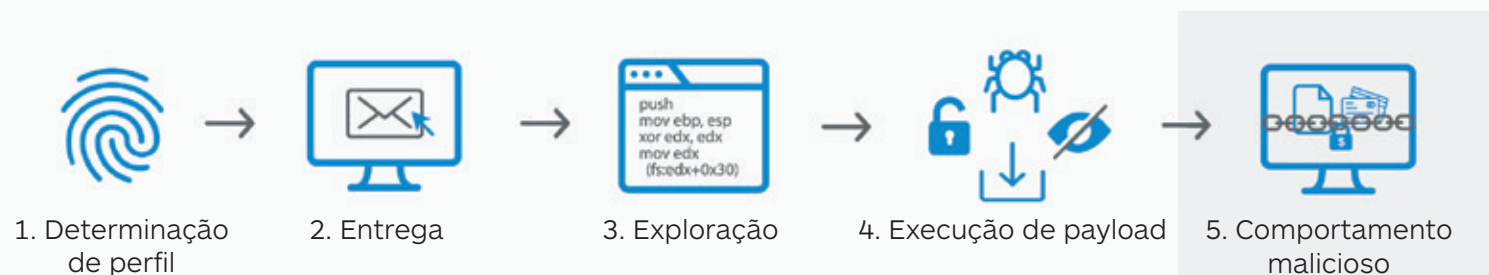 push
mov ebp, esp
xor edx, edx
mov edx
(fs:edx+0x30)
$
1. Determinação
de perfil
2. Entrega
3. Exploração
4. Execução de payload
5. Comportamento
malicioso